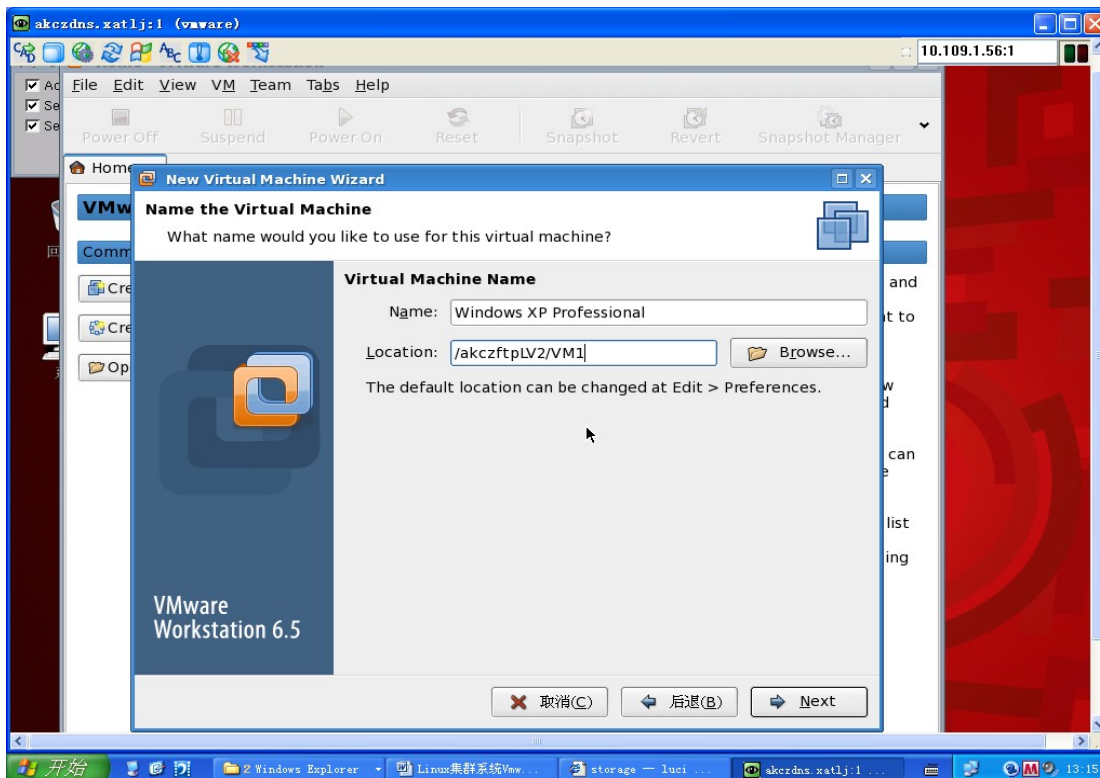 akczdns.xatlj:1 (vmware)
10.109.1.56:1
File Edit View VM Team Tabs Help
Power Off Suspend Power On Reset Snapshot Revert Snapshot Manager
Home
New Virtual Machine Wizard
Name the Virtual Machine
What name would you like to use for this virtual machine?
Virtual Machine Name
Name: Windows XP Professional
Location: /akczftpLV2/VM1 Browse...
The default location can be changed at Edit > Preferences.
and
can
list
ing
VMware
Workstation 6.5
取消(C) 后退(B) Next
开始 2 Windows Explorer Linux集群系统Vmw... storage — luci ... akczdns.xatlj:1 ... 13:15